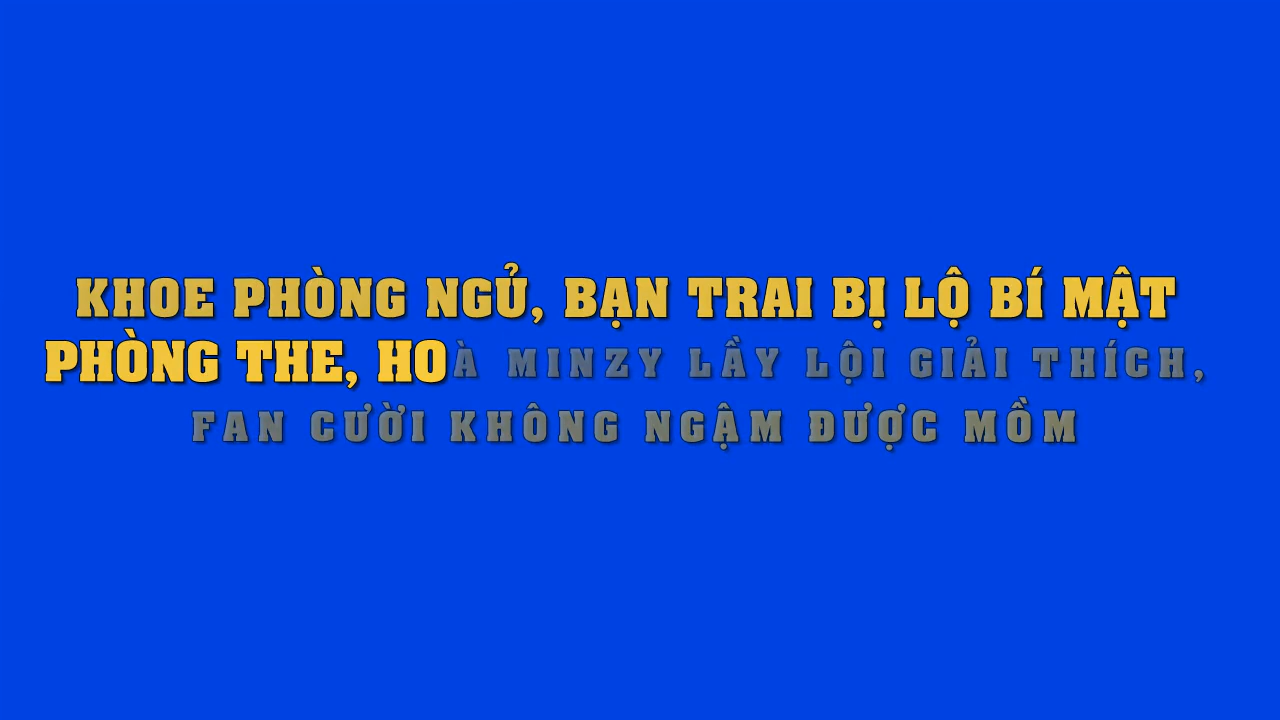 KHOE PHÒNG NGỦ, BẠN TRAI BỊ LỘ BÍ MẬT
PHÒNG THE, HOÀ MINZY LẦY LỘI GIẢI THÍCH,
FAN CƯỜI KHÔNG NGẬM ĐƯỢC MỒM